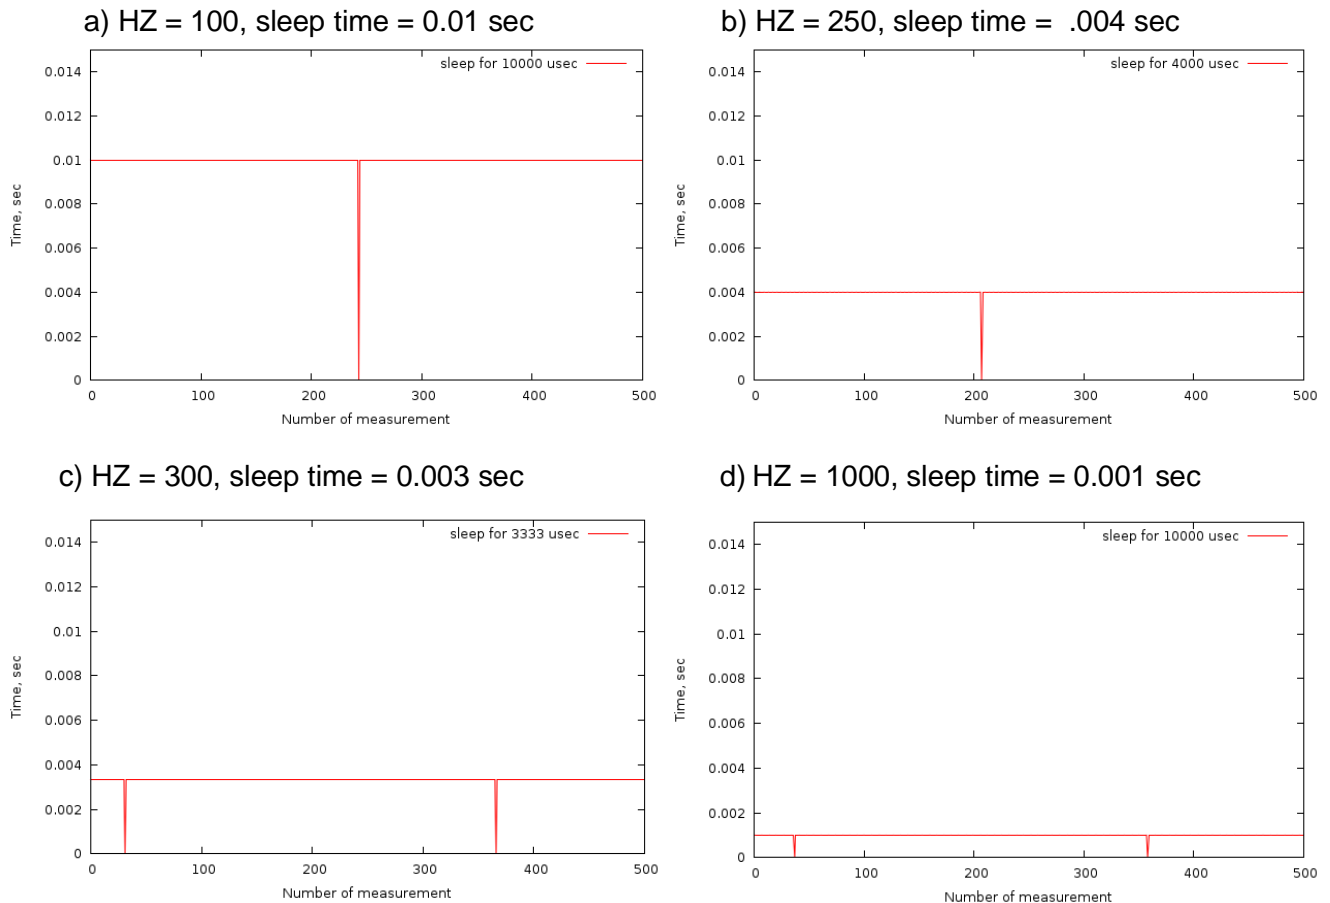 a) HZ = 100, sleep time = 0.01 sec
sleep for 10000 usec
0.014
0.012
0.01
0.008
0.006
0.004
0.002
0
Time, sec
0 100 200 300 400 500
Number of measurement
b) HZ = 250, sleep time = .004 sec
sleep for 4000 usec
0.014
0.012
0.01
0.008
0.006
0.004
0.002
0
Time, sec
0 100 200 300 400 500
Number of measurement
c) HZ = 300, sleep time = 0.003 sec
sleep for 3333 usec
0.014
0.012
0.01
0.008
0.006
0.004
0.002
0
Time, sec
0 100 200 300 400 500
Number of measurement
d) HZ = 1000, sleep time = 0.001 sec
sleep for 10000 usec
0.014
0.012
0.01
0.008
0.006
0.004
0.002
0
Time, sec
0 100 200 300 400 500
Number of measurement